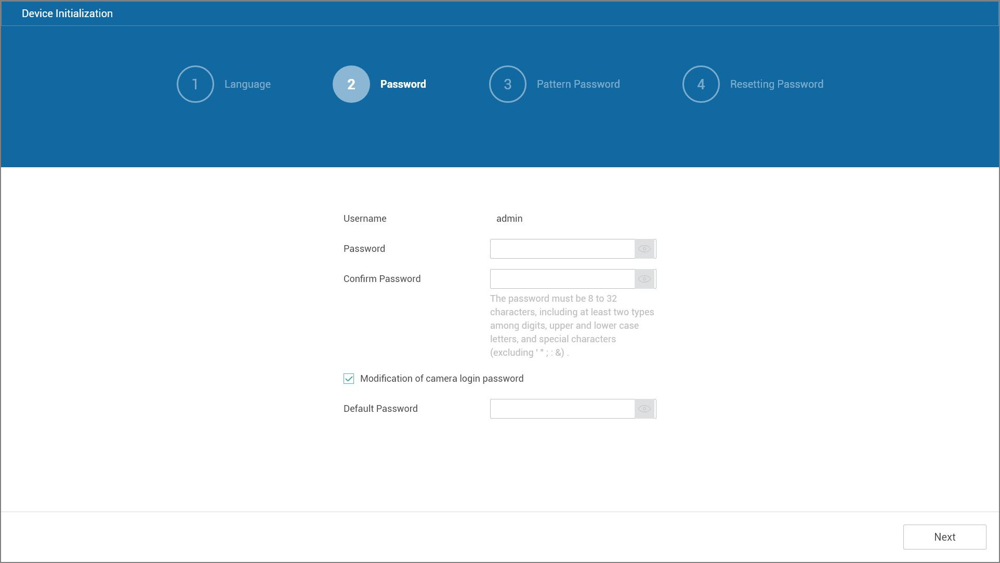 Device Initialization
1 Language 2 Password 3 Pattern Password 4 Resetting Password
Username admin
Password
Confirm Password
The password must be 8 to 32
characters, including at least two types
among digits, upper and lower case
letters, and special characters
(excluding ' " ; : &) .
Modification of camera login password
Default Password
Next